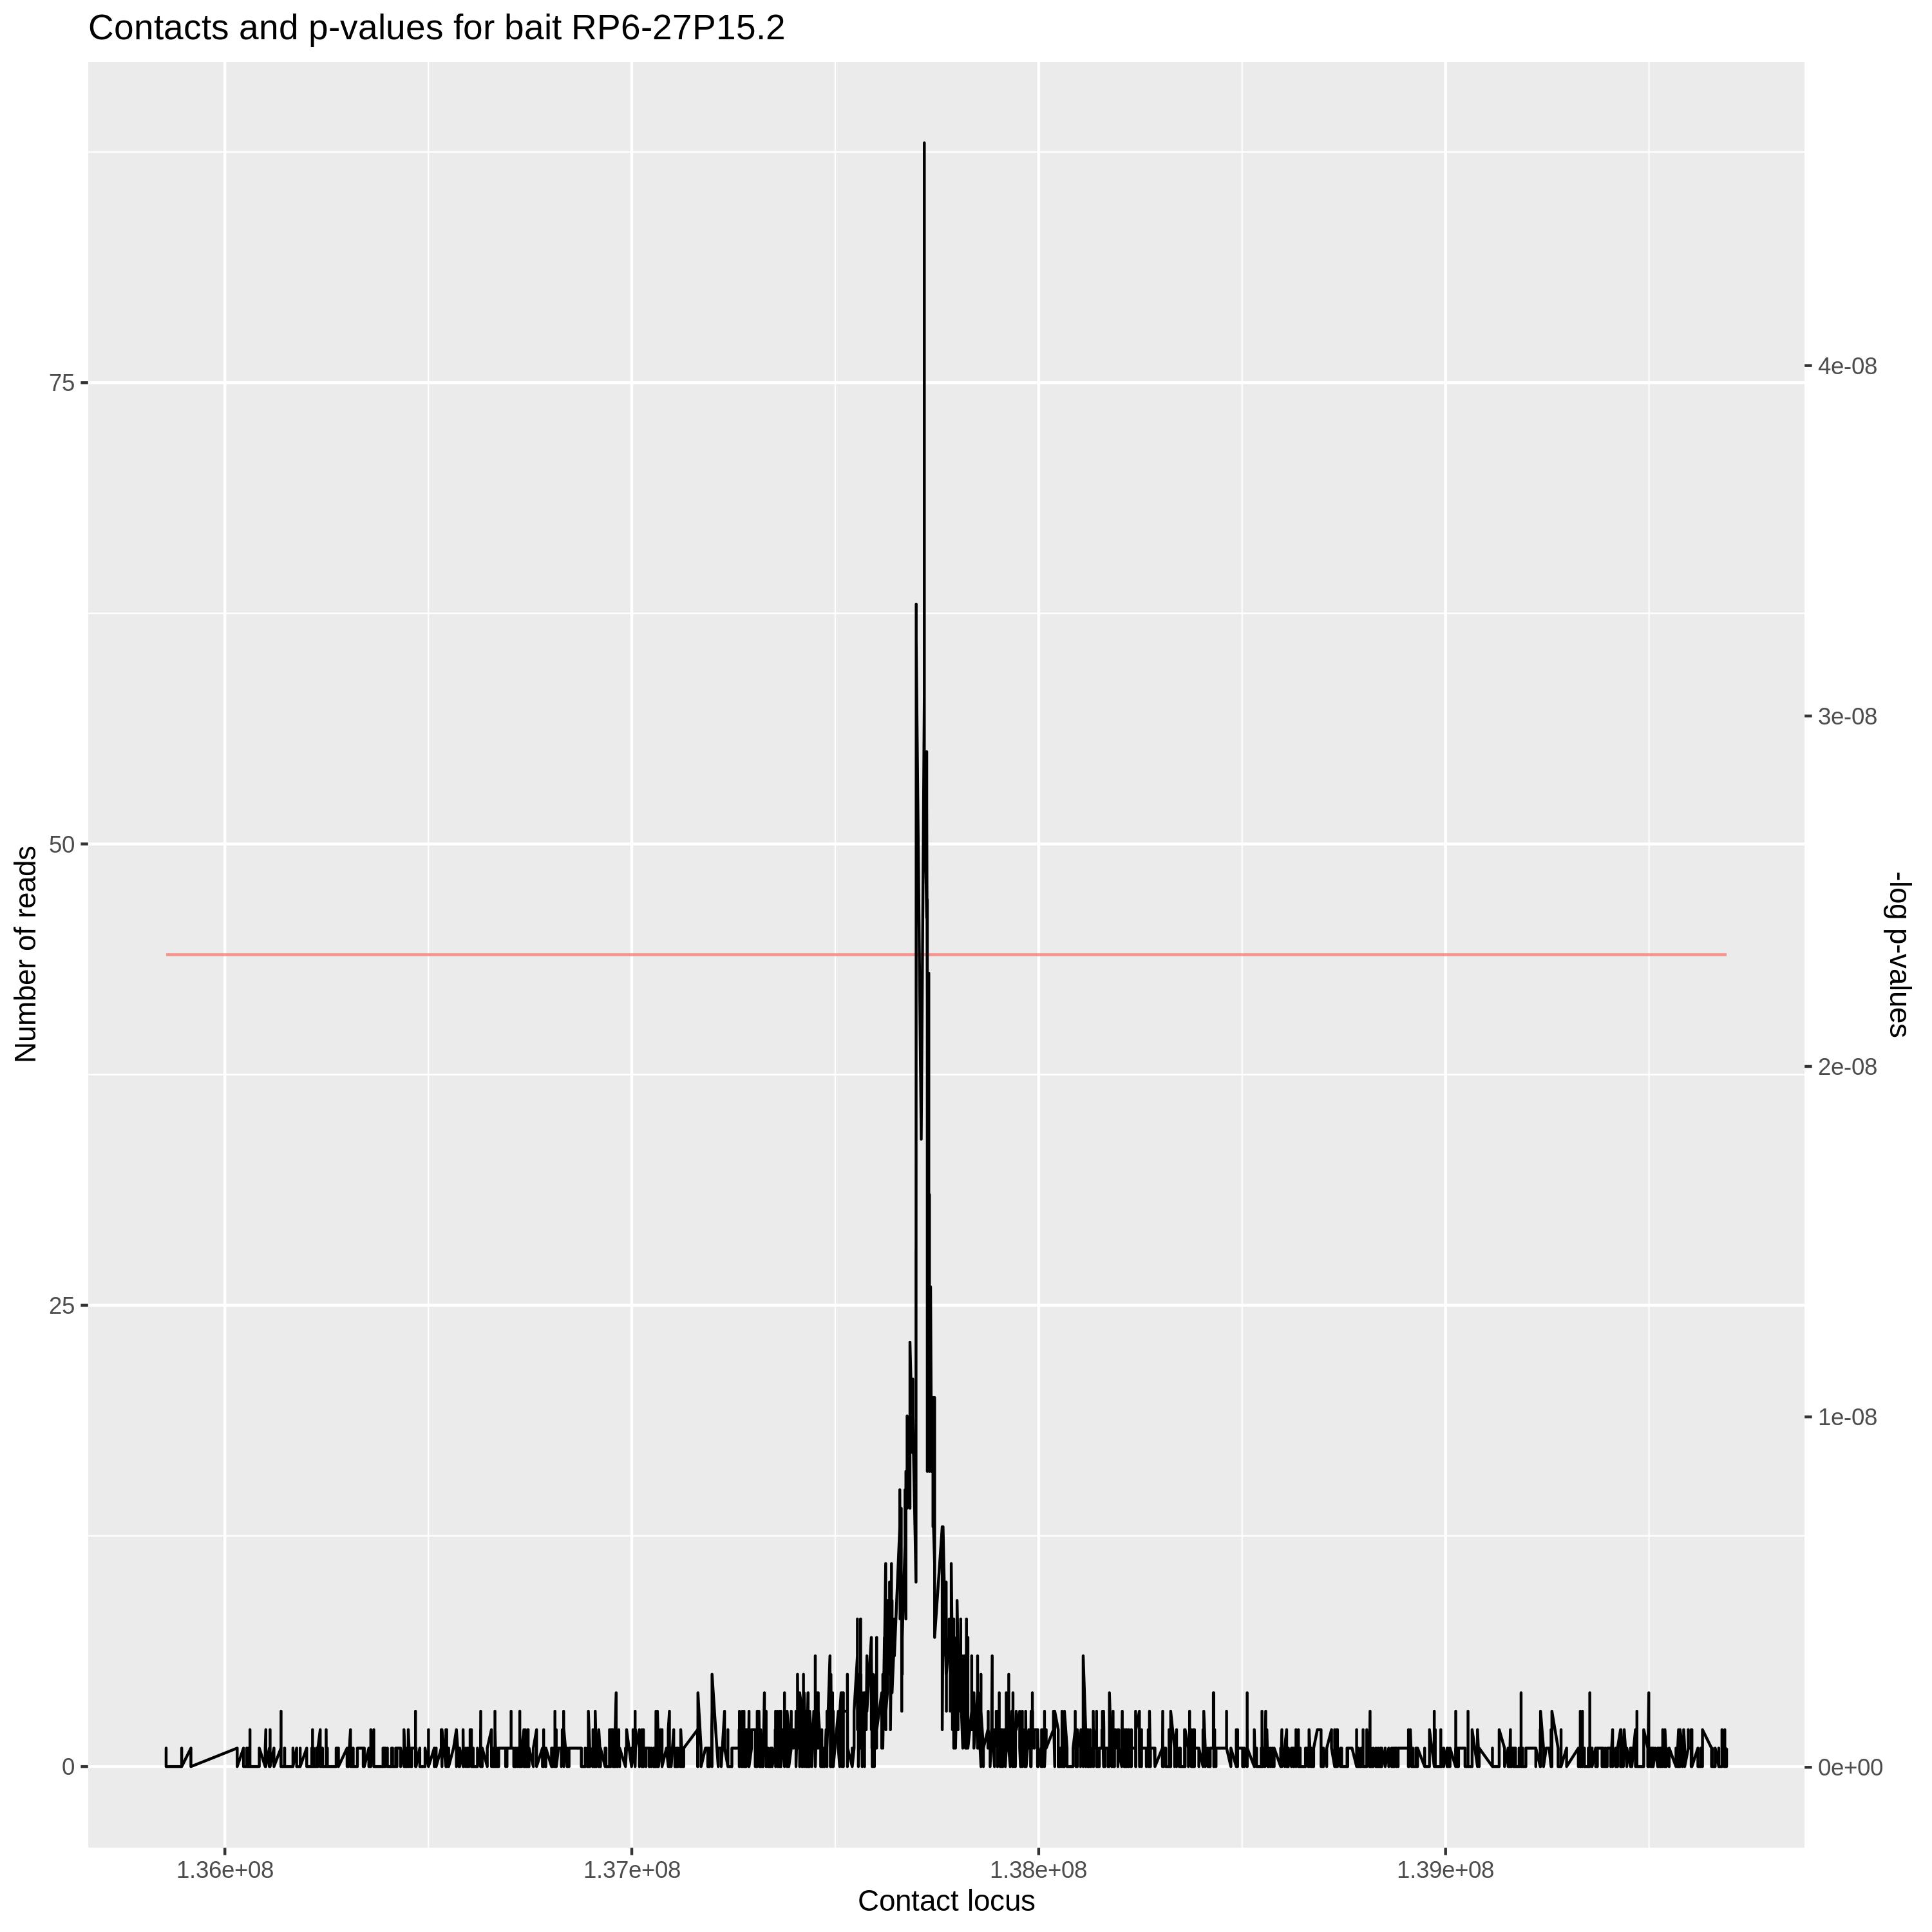 Contacts and p-values for bait RP6-27P15.2
Number of reads
75
50
25
0
4e-08
3e-08
2e-08
1e-08
0e+00
-log p-values
1.36e+08
1.37e+08
1.38e+08
1.39e+08
Contact locus